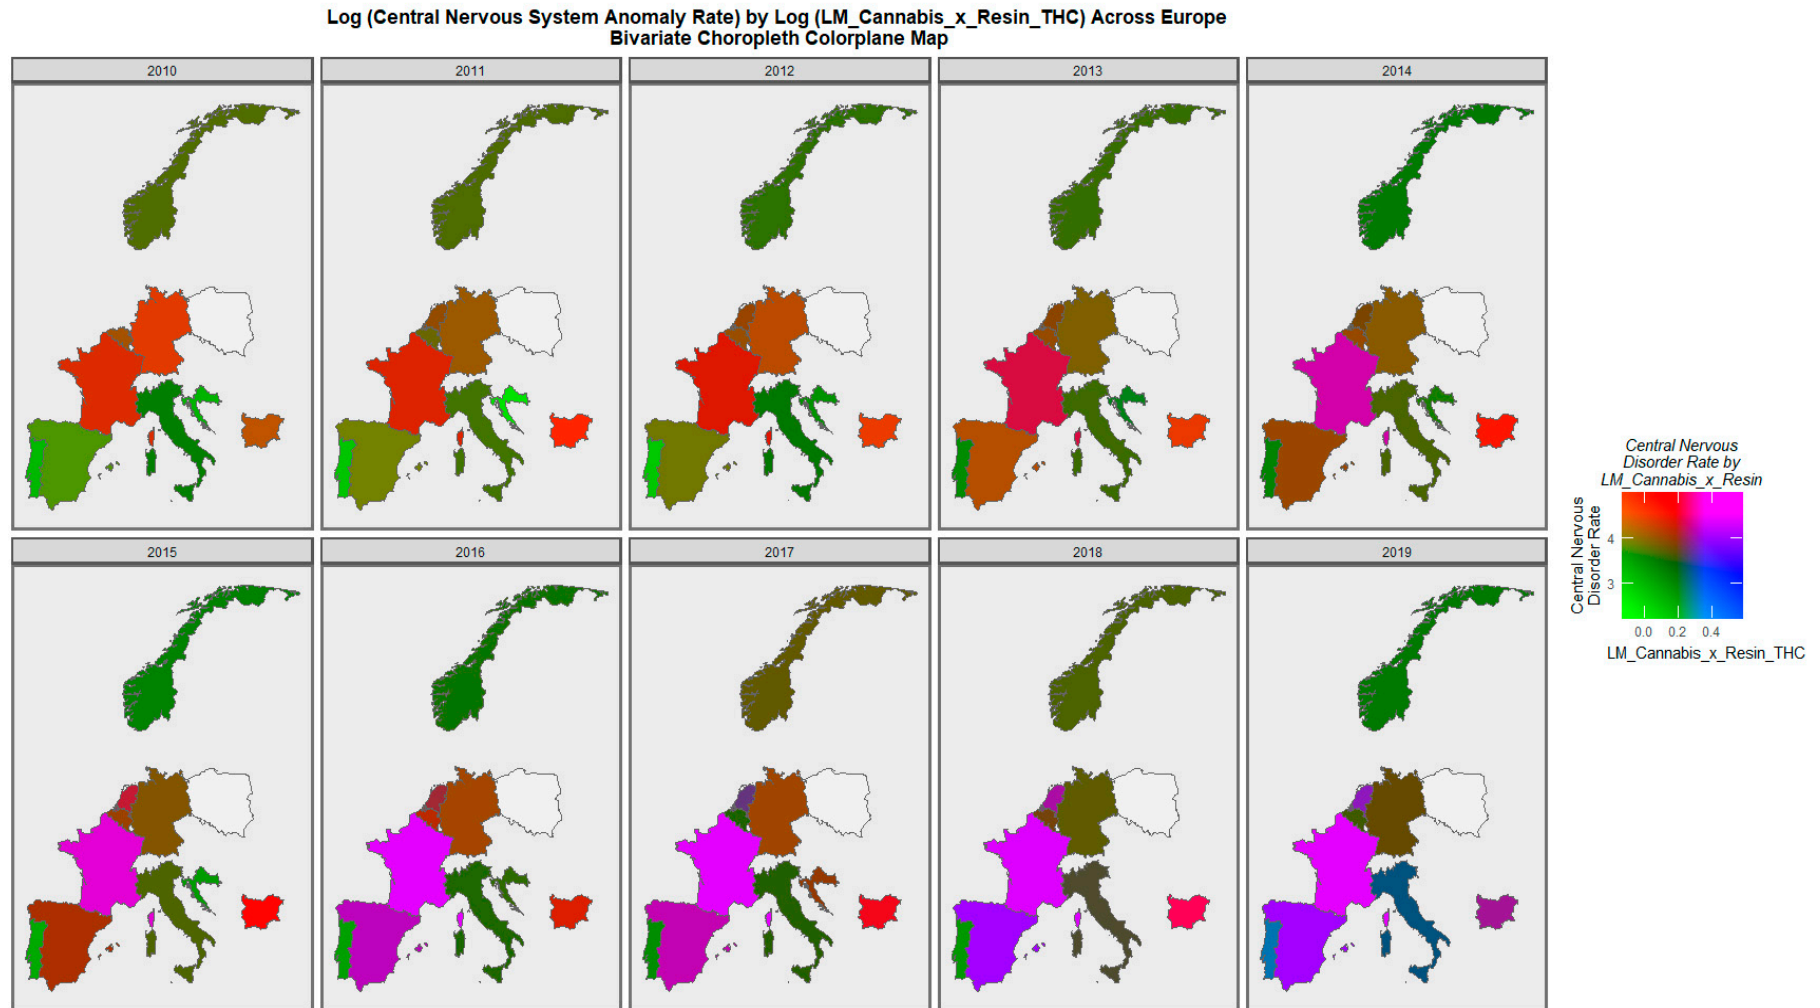 Log (Central Nervous System Anomaly Rate) by Log (LM_Cannabis_x_Resin_THC) Across Europe
Bivariate Choropleth Colorplane Map
2010
2011
2012
2013
2014
2015
2016
2017
2018
2019
Central Nervous
Disorder Rate by
LM_Cannabis_x_Resin
Central Nervous
Disorder Rate
4
3
0.0 0.2 0.4
LM_Cannabis_x_Resin_THC